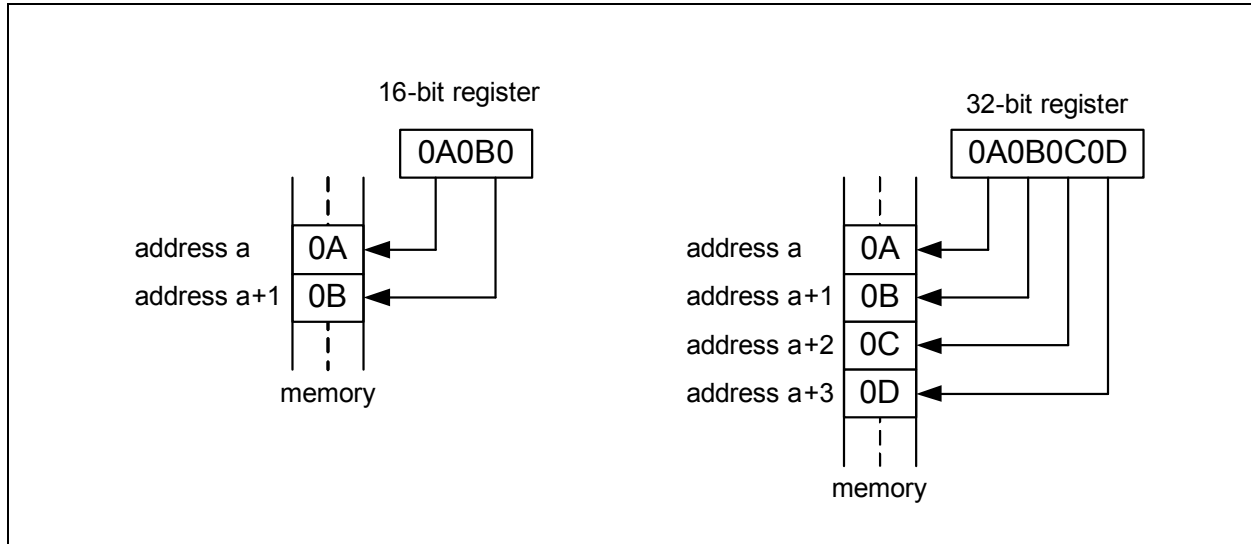 16-bit register
0A0B0
address a 0A
address a+1 0B
memory
32-bit register
0A0B0C0D
address a 0A
address a+1 0B
address a+2 0C
address a+3 0D
memory